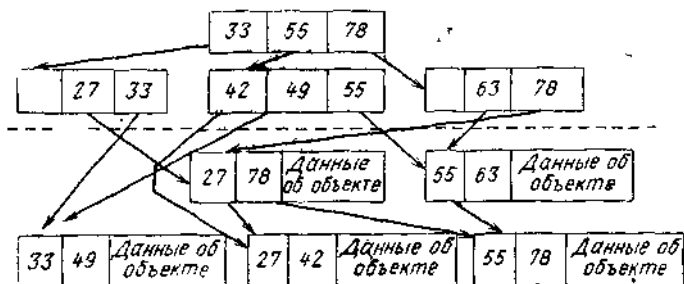 33 55 78
27 33 42 49 55 63 78
27 78 Данные об объекте 55 63 Данные об объекте
33 49 Данные об объекте 27 42 Данные об объекте 55 78 Данные об объекте